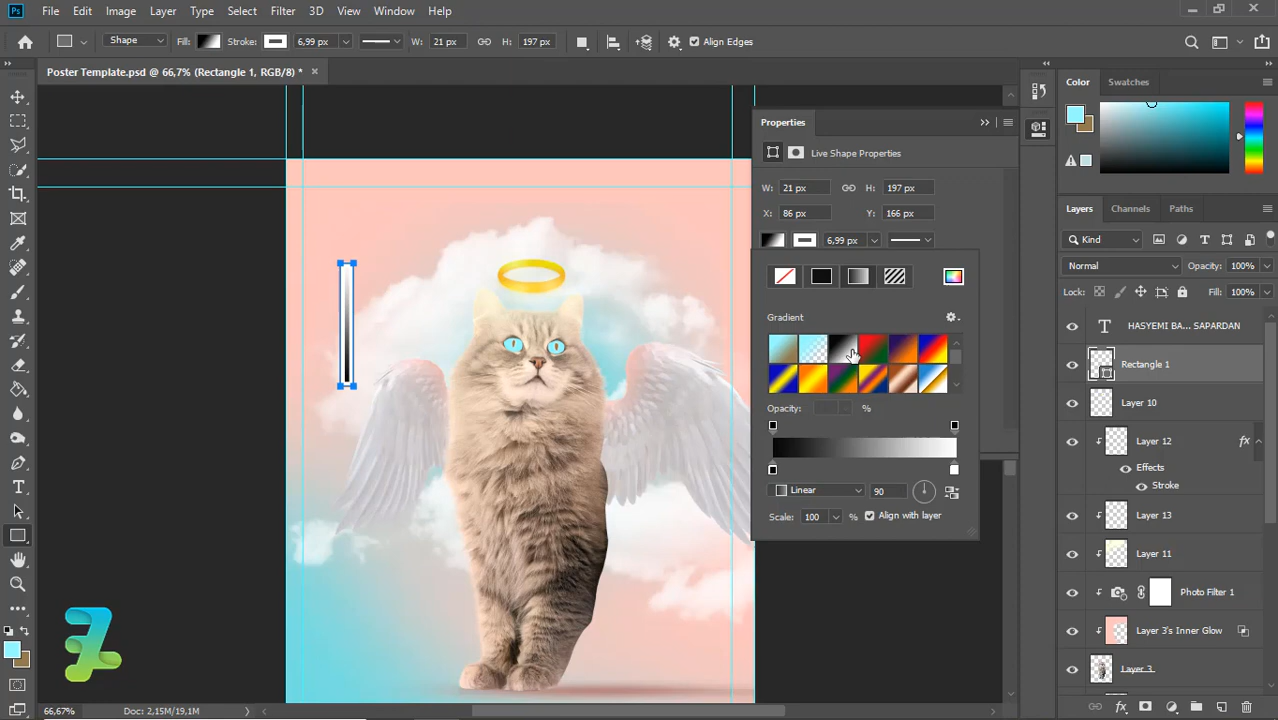 Ps File Edit Image Layer Type Select Filter 3D View Window Help
Shape Fill: Stroke: 6,99 px W: 21 px H: 197 px Align Edges
Poster Template.psd @ 66,7% (Rectangle 1, RGB/8) * ×
Properties
Live Shape Properties
W: 21 px H: 197 px
X: 86 px Y: 166 px
6,99 px
Gradient
Opacity: %
Linear 90
Scale: 100 % Align with layer
Color Swatches
Layers Channels Paths
Kind
Normal Opacity: 100%
Lock: Fill: 100%
T HASYEMI BA... SAPARDAN
Rectangle 1
Layer 10
Layer 12 fx
Effects
Stroke
Layer 13
Layer 11
Photo Filter 1
Layer 3's Inner Glow
Layer 3
fx
66,67% Doc: 2,15M/19,1M